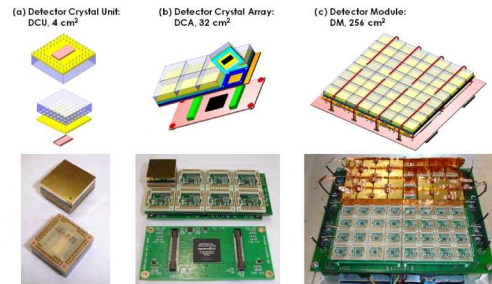 (a) Detector Crystal Unit:
DCU, 4 cm²
(b) Detector Crystal Array:
DCA, 32 cm²
(c) Detector Module:
DM, 256 cm²